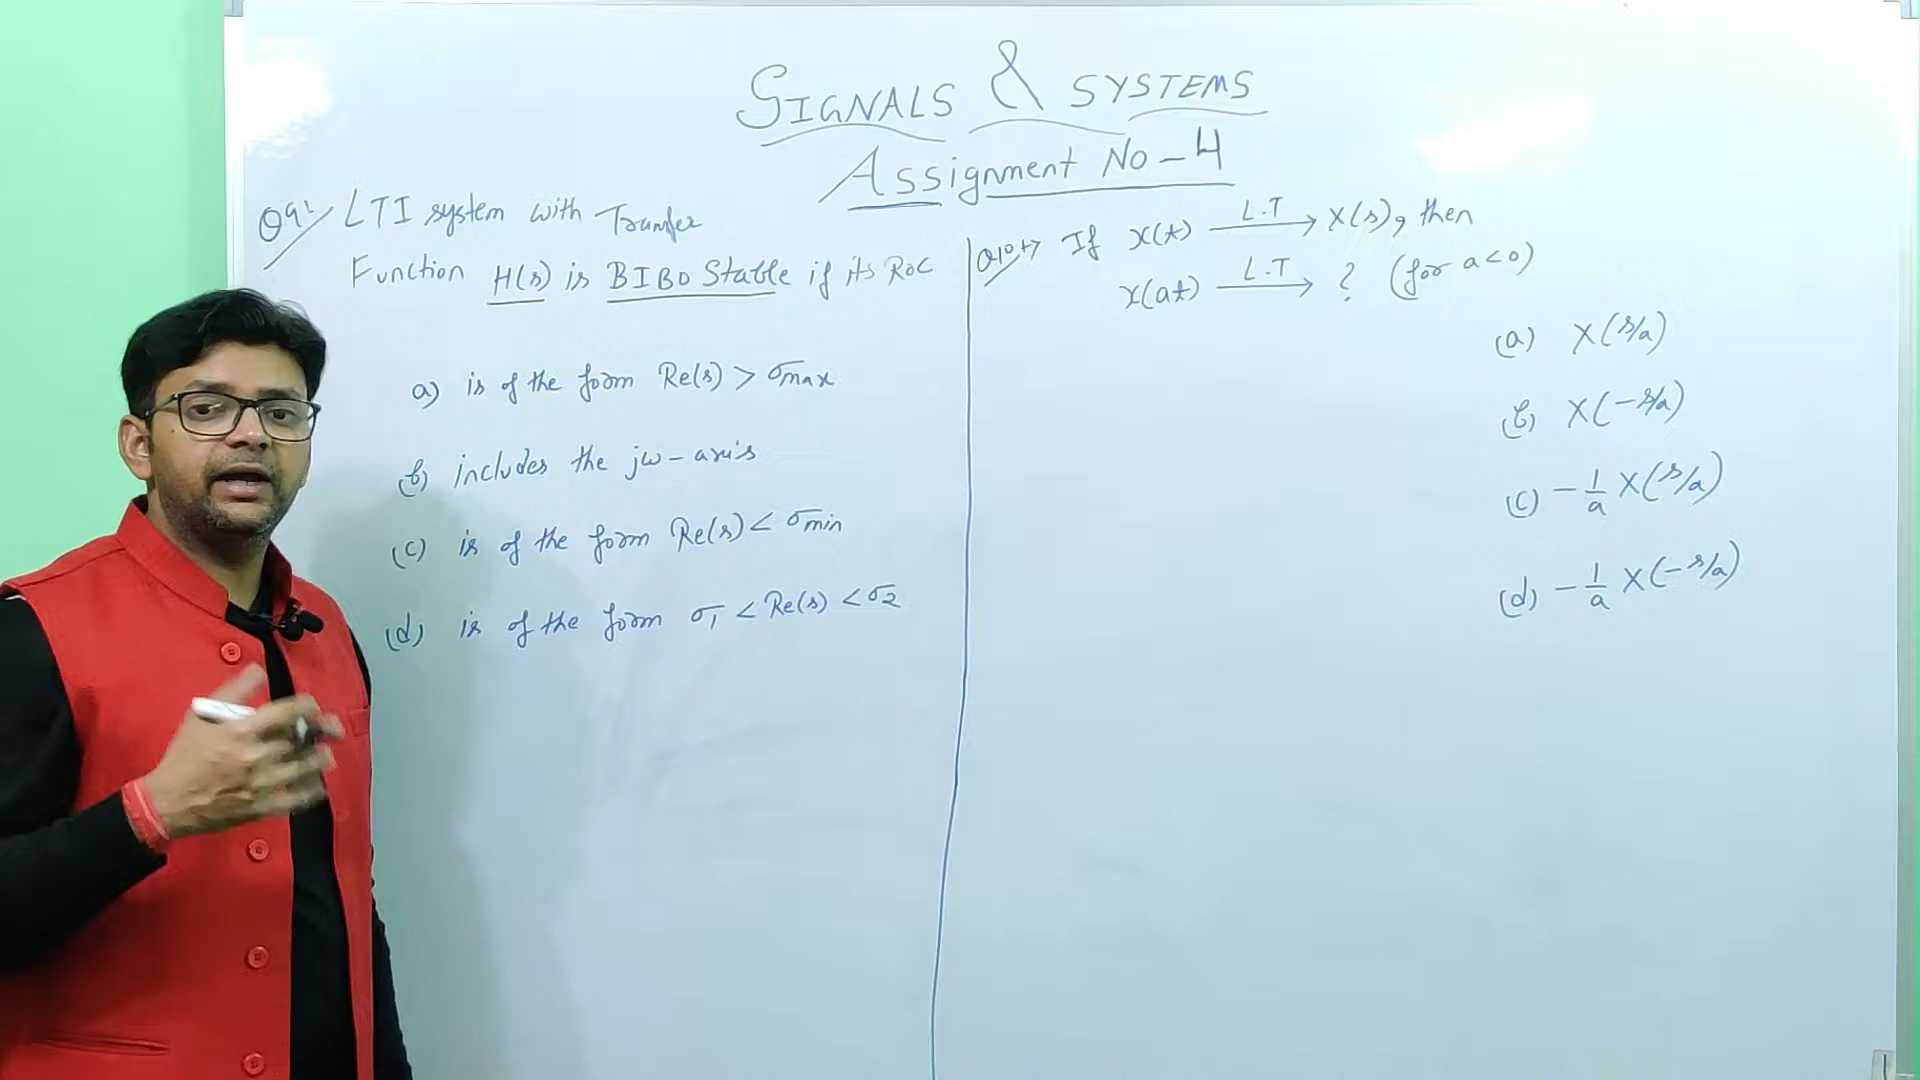 SIGNALS & SYSTEMS
Assignment No-4
Q9:- LTI system with Transfer
Function H(s) is BIBO Stable if its ROC
a) is of the form Re(s) > σmax
(b) includes the jω-axis
(c) is of the form Re(s) < σmin
(d) is of the form σ1 < Re(s) < σ2
Q10:- If x(t) L.T → X(s), then
x(at) L.T → ? (for a<0)
(a) X(s/a)
(b) X(-s/a)
(c) -1/a X(s/a)
(d) -1/a X(-s/a)